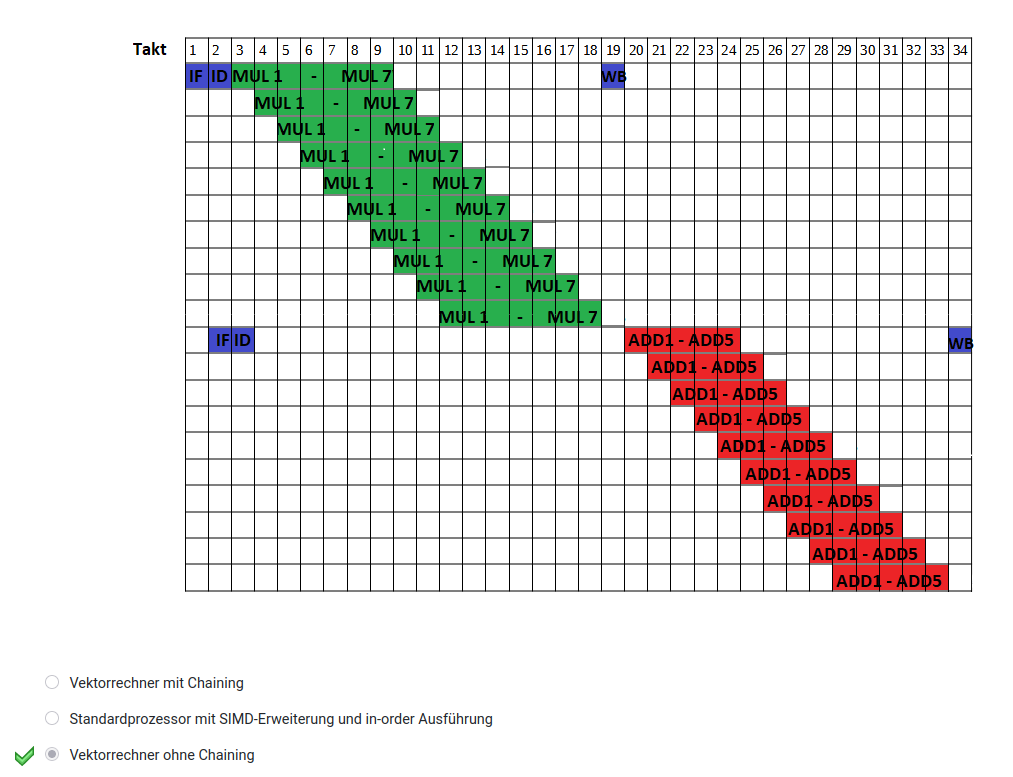 Takt 1 2 3 4 5 6 7 8 9 10 11 12 13 14 15 16 17 18 19 20 21 22 23 24 25 26 27 28 29 30 31 32 33 34
IF ID MUL 1 - MUL 7 WB
MUL 1 - MUL 7
MUL 1 - MUL 7
MUL 1 - MUL 7
MUL 1 - MUL 7
MUL 1 - MUL 7
MUL 1 - MUL 7
MUL 1 - MUL 7
MUL 1 - MUL 7
MUL 1 - MUL 7
IF ID ADD1 - ADD5 WB
ADD1 - ADD5
ADD1 - ADD5
ADD1 - ADD5
ADD1 - ADD5
ADD1 - ADD5
ADD1 - ADD5
ADD1 - ADD5
ADD1 - ADD5
ADD1 - ADD5
Vektorrechner mit Chaining
Standardprozessor mit SIMD-Erweiterung und in-order Ausführung
Vektorrechner ohne Chaining